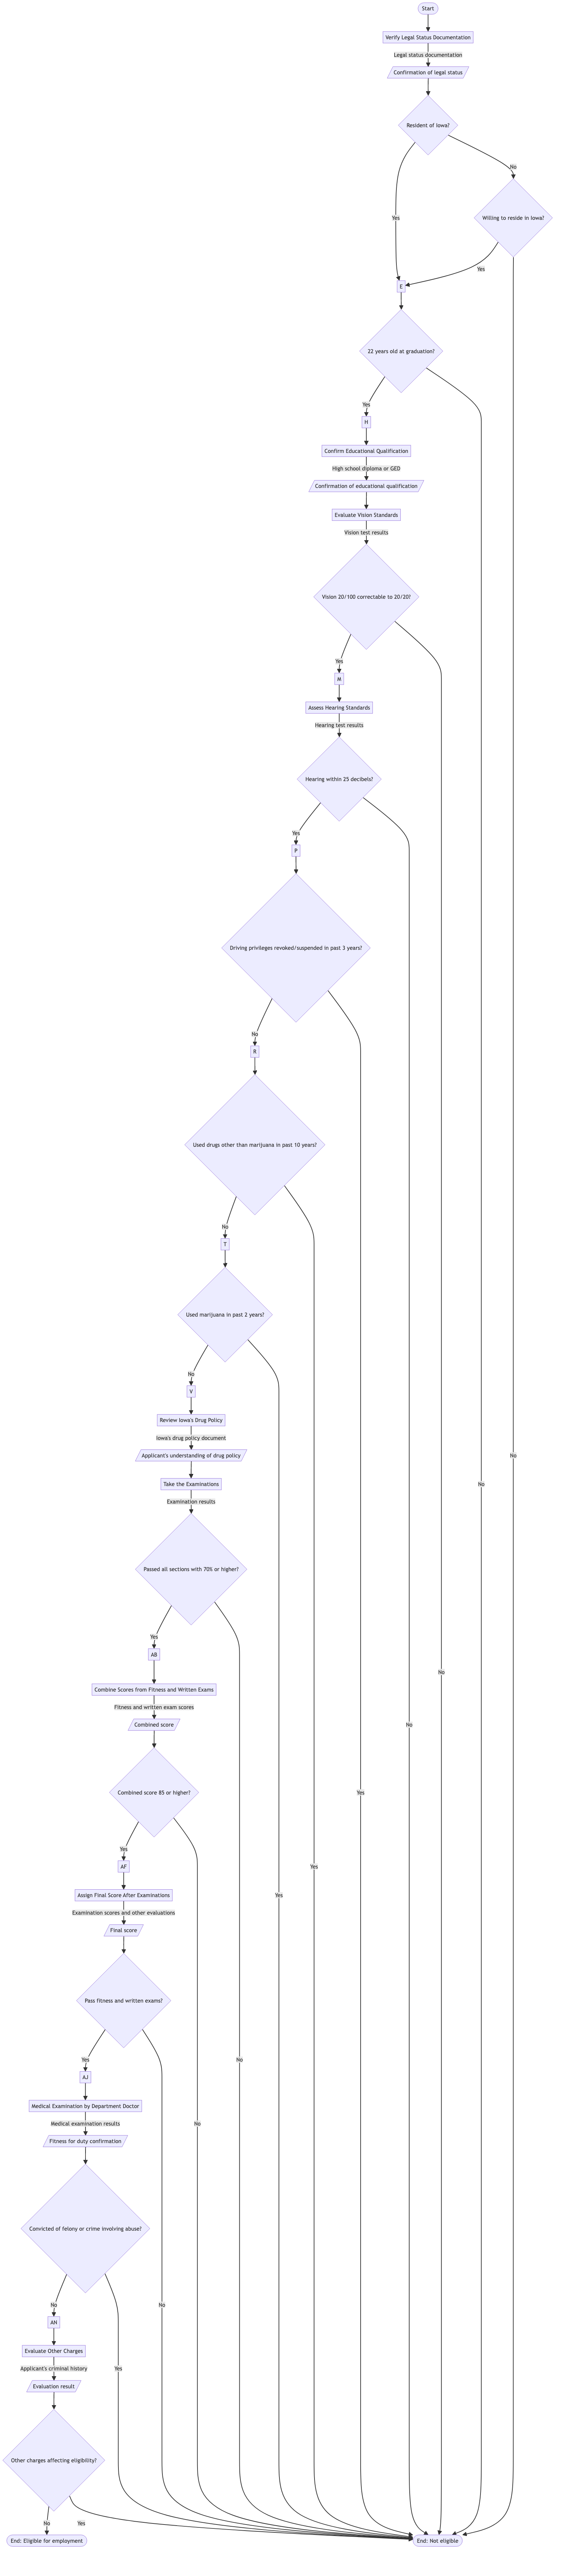 Start
Verify Legal Status Documentation
Legal status documentation
Confirmation of legal status
Resident of Iowa?
No
Willing to reside in Iowa?
Yes
Yes
E
22 years old at graduation?
Yes
H
Confirm Educational Qualification
High school diploma or GED
Confirmation of educational qualification
Evaluate Vision Standards
Vision test results
Vision 20/100 correctable to 20/20?
Yes
M
Assess Hearing Standards
Hearing test results
Hearing within 25 decibels?
Yes
P
Driving privileges revoked/suspended in past 3 years?
No
R
Used drugs other than marijuana in past 10 years?
No
T
Used marijuana in past 2 years?
No
V
Review Iowa's Drug Policy
Iowa's drug policy document
Applicant's understanding of drug policy
No
Take the Examinations
No
Examination results
Passed all sections with 70% or higher?
Yes
AB
No
Combine Scores from Fitness and Written Exams
Fitness and written exam scores
Combined score
No
Combined score 85 or higher?
Yes
Yes
AF
Yes
Assign Final Score After Examinations
Yes
Examination scores and other evaluations
Final score
Pass fitness and written exams?
Yes
No
AJ
Medical Examination by Department Doctor
Medical examination results
No
Fitness for duty confirmation
Convicted of felony or crime involving abuse?
No
No
AN
Evaluate Other Charges
Applicant's criminal history
Yes
Evaluation result
Other charges affecting eligibility?
No
Yes
End: Eligible for employment
End: Not eligible